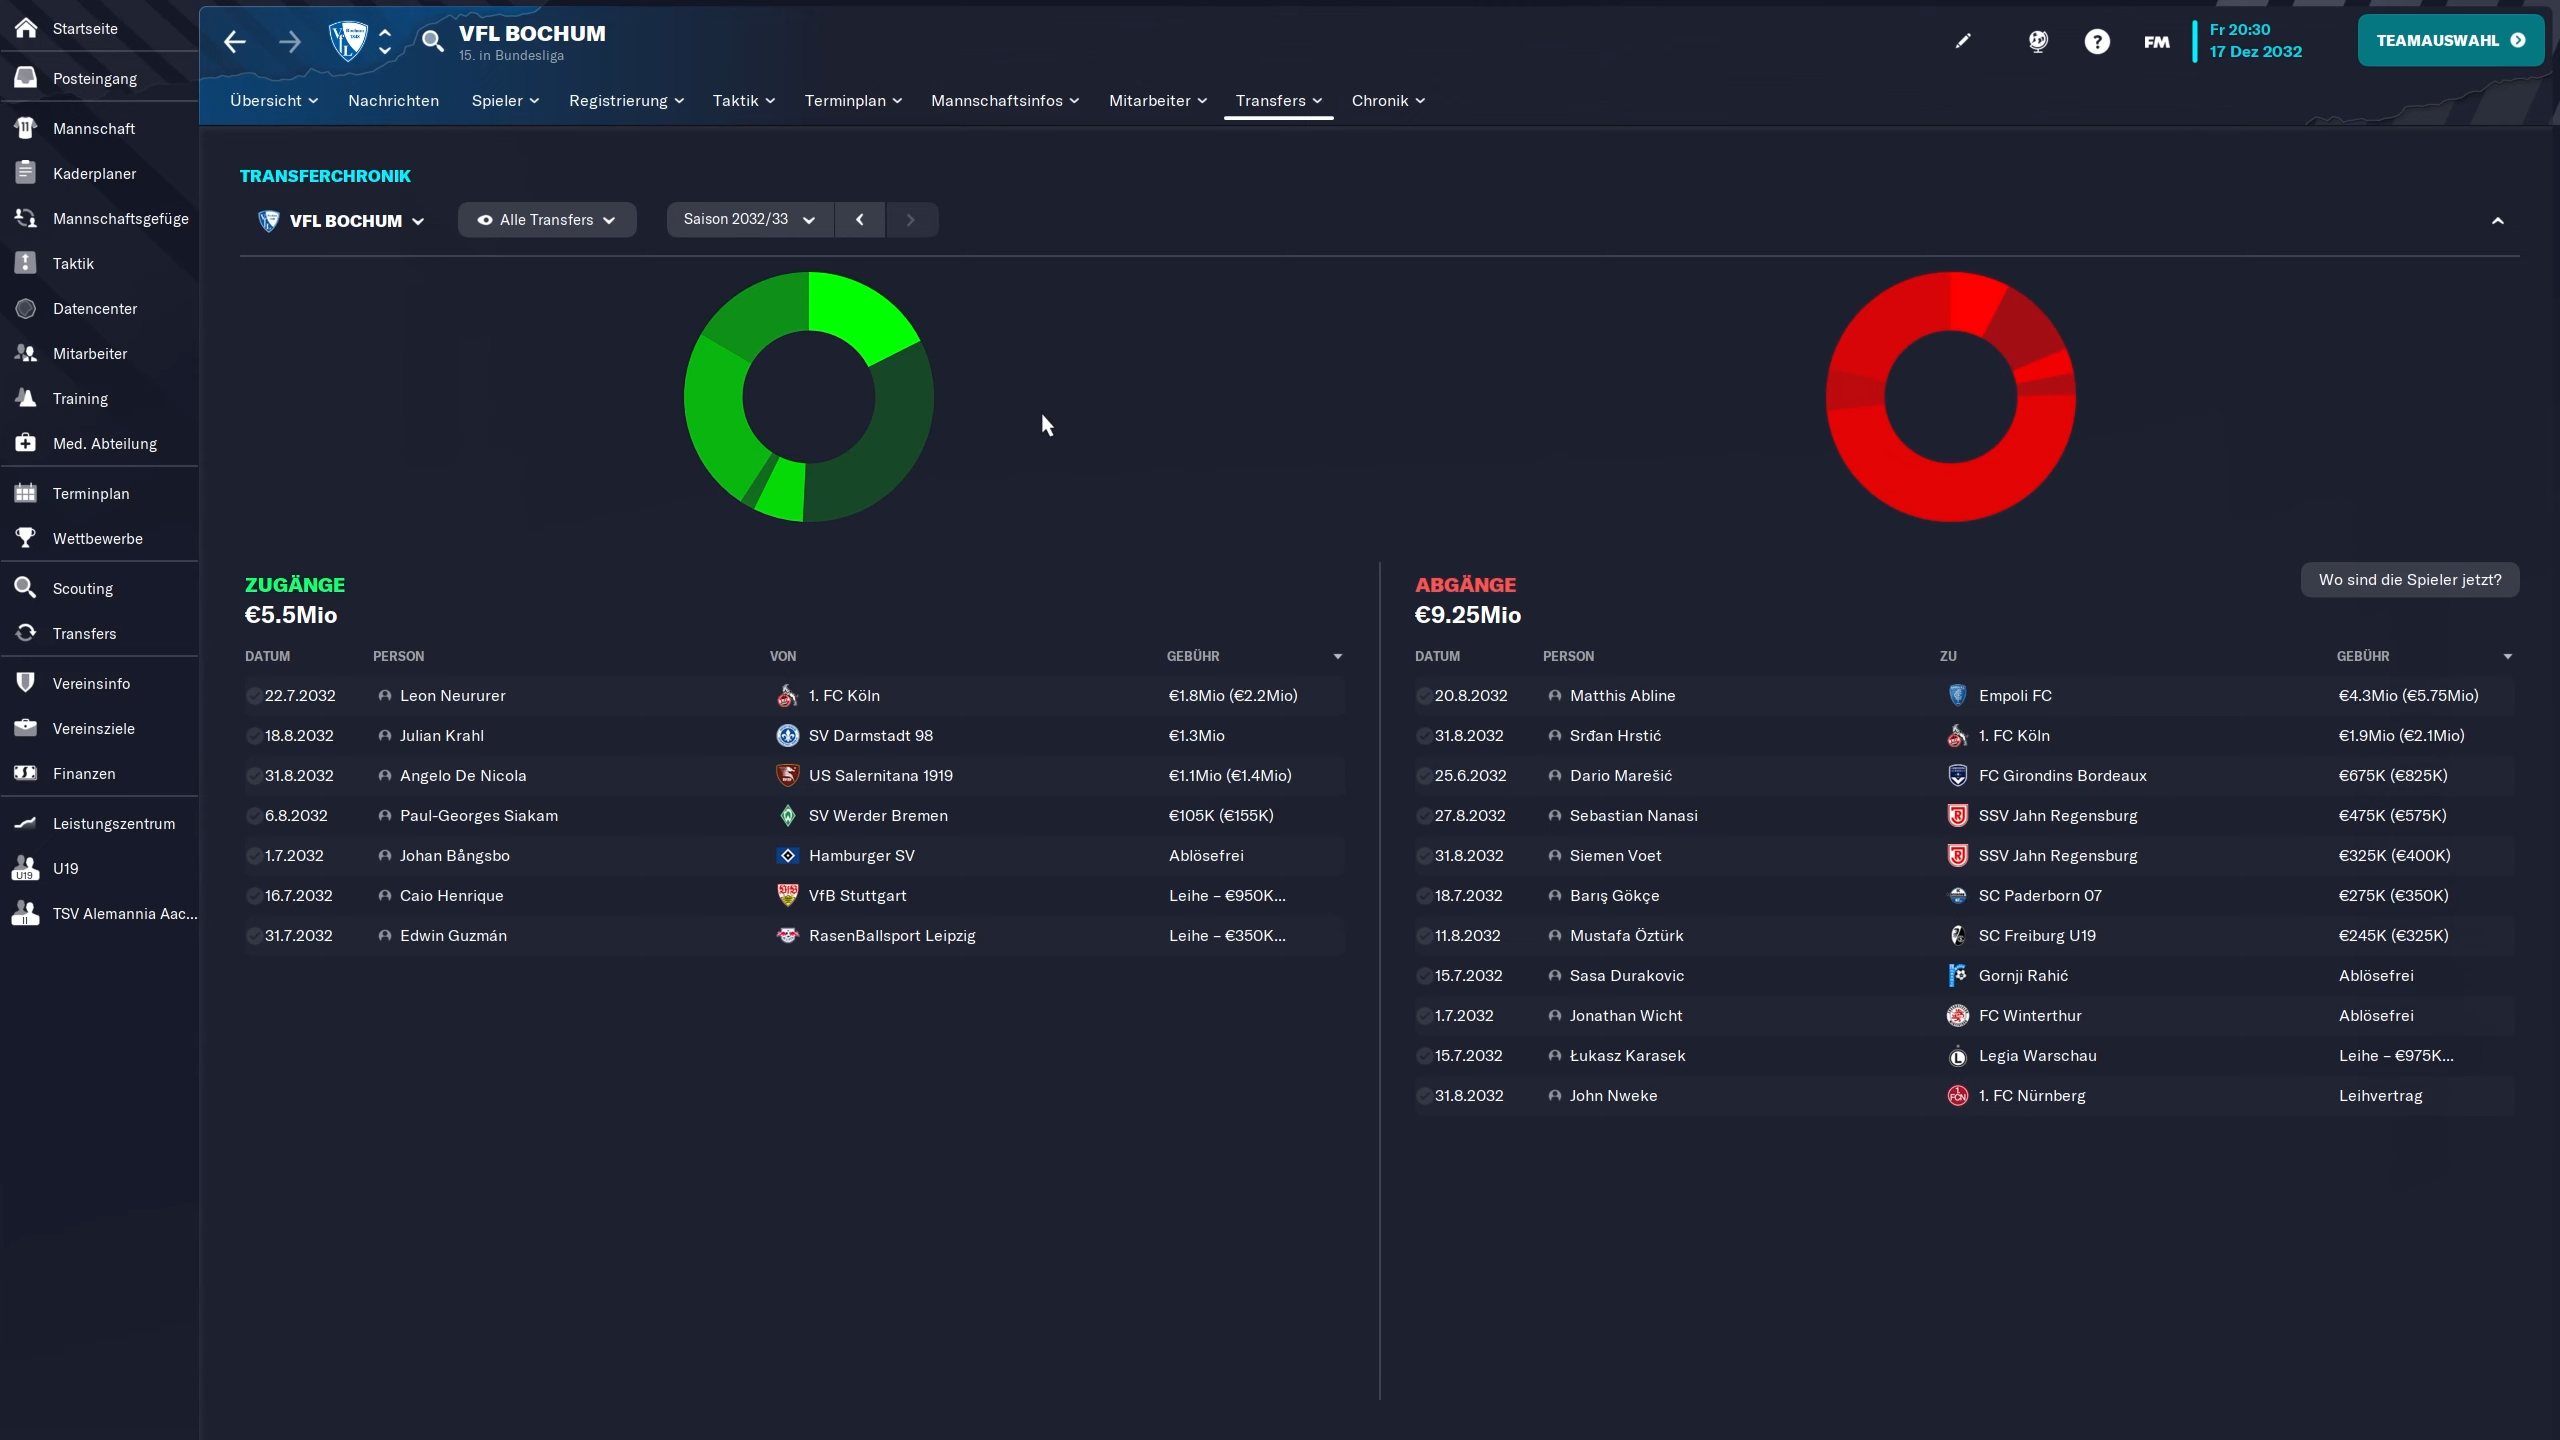 Startseite
Posteingang
Mannschaft
Kaderplaner
Mannschaftsgefüge
Taktik
Datencenter
Mitarbeiter
Training
Med. Abteilung
Terminplan
Wettbewerbe
Scouting
Transfers
Vereinsinfo
Vereinsziele
Finanzen
Leistungszentrum
U19
TSV Alemannia Aac...
VFL BOCHUM
15. in Bundesliga
FM
Fr 20:30
17 Dez 2032
TEAMAUSWAHL
Übersicht Nachrichten Spieler Registrierung Taktik Terminplan Mannschaftsinfos Mitarbeiter Transfers Chronik
TRANSFERCHRONIK
VFL BOCHUM Alle Transfers Saison 2032/33
ZUGÄNGE
€5.5Mio
DATUM PERSON VON GEBÜHR
22.7.2032 Leon Neururer 1. FC Köln €1.8Mio (€2.2Mio)
18.8.2032 Julian Krahl SV Darmstadt 98 €1.3Mio
31.8.2032 Angelo De Nicola US Salernitana 1919 €1.1Mio (€1.4Mio)
6.8.2032 Paul-Georges Siakam SV Werder Bremen €105K (€155K)
1.7.2032 Johan Bångsbo Hamburger SV Ablösefrei
16.7.2032 Caio Henrique VfB Stuttgart Leihe – €950K...
31.7.2032 Edwin Guzmán RasenBallsport Leipzig Leihe – €350K...
ABGÄNGE
€9.25Mio
Wo sind die Spieler jetzt?
DATUM PERSON ZU GEBÜHR
20.8.2032 Matthis Abline Empoli FC €4.3Mio (€5.75Mio)
31.8.2032 Srđan Hrstić 1. FC Köln €1.9Mio (€2.1Mio)
25.6.2032 Dario Marešić FC Girondins Bordeaux €675K (€825K)
27.8.2032 Sebastian Nanasi SSV Jahn Regensburg €475K (€575K)
31.8.2032 Siemen Voet SSV Jahn Regensburg €325K (€400K)
18.7.2032 Barış Gökçe SC Paderborn 07 €275K (€350K)
11.8.2032 Mustafa Öztürk SC Freiburg U19 €245K (€325K)
15.7.2032 Sasa Durakovic Gornji Rahić Ablösefrei
1.7.2032 Jonathan Wicht FC Winterthur Ablösefrei
15.7.2032 Łukasz Karasek Legia Warschau Leihe – €975K...
31.8.2032 John Nweke 1. FC Nürnberg Leihvertrag